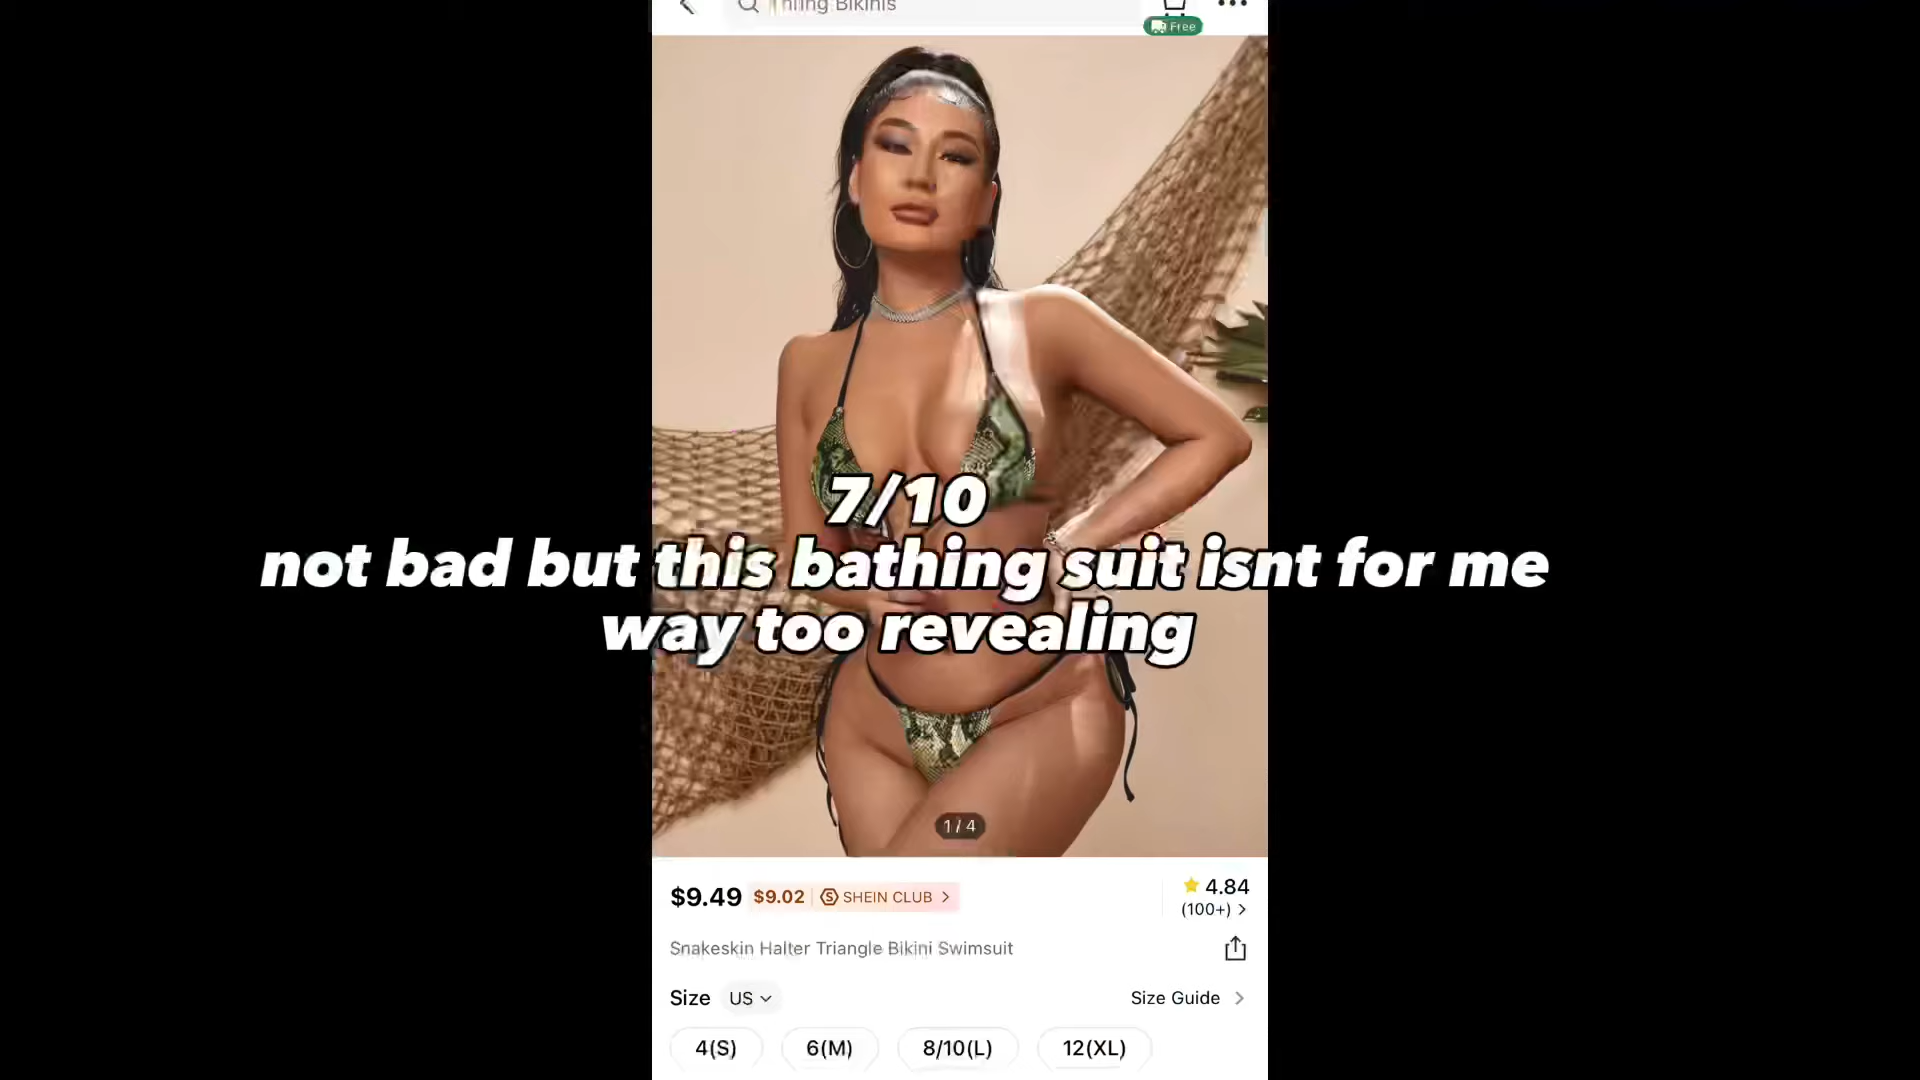 Bikinis
Free
7/10
not bad but this bathing suit isnt for me
way too revealing
1/4
$9.49 $9.02 SHEIN CLUB >
4.84
(100+) >
Snakeskin Halter Triangle Bikini Swimsuit
Size US
Size Guide >
4(S) 6(M) 8/10(L) 12(XL)